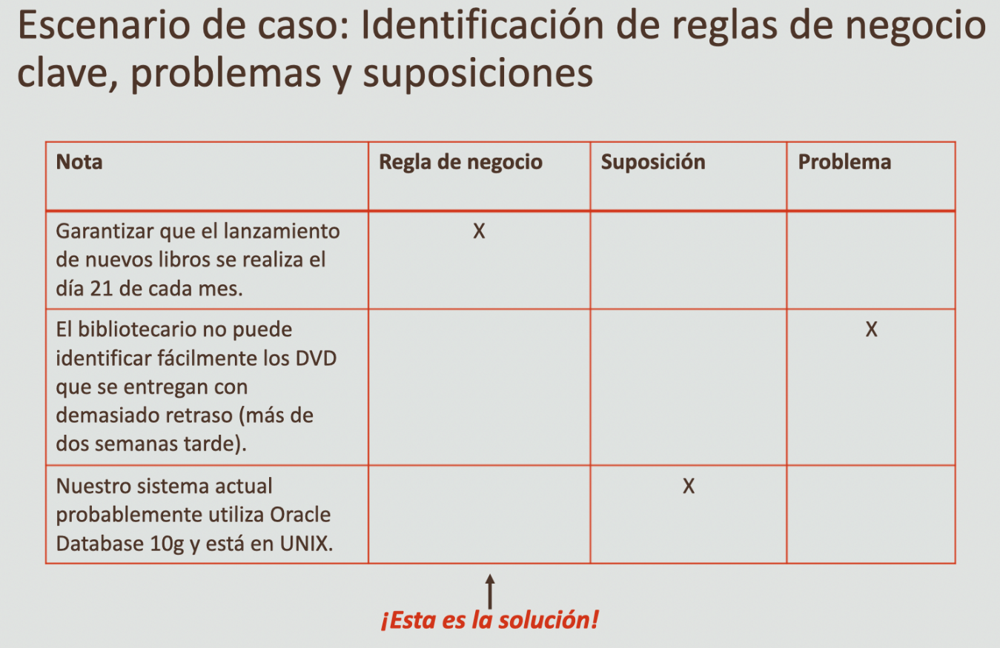 Escenario de caso: Identificación de reglas de negocio
clave, problemas y suposiciones
Nota
Regla de negocio
Suposición
Problema
Garantizar que el lanzamiento
de nuevos libros se realiza el
día 21 de cada mes.
X
El bibliotecario no puede
identificar fácilmente los DVD
que se entregan con
demasiado retraso (más de
dos semanas tarde).
X
Nuestro sistema actual
probablemente utiliza Oracle
Database 10g y está en UNIX.
X
¡Esta es la solución!